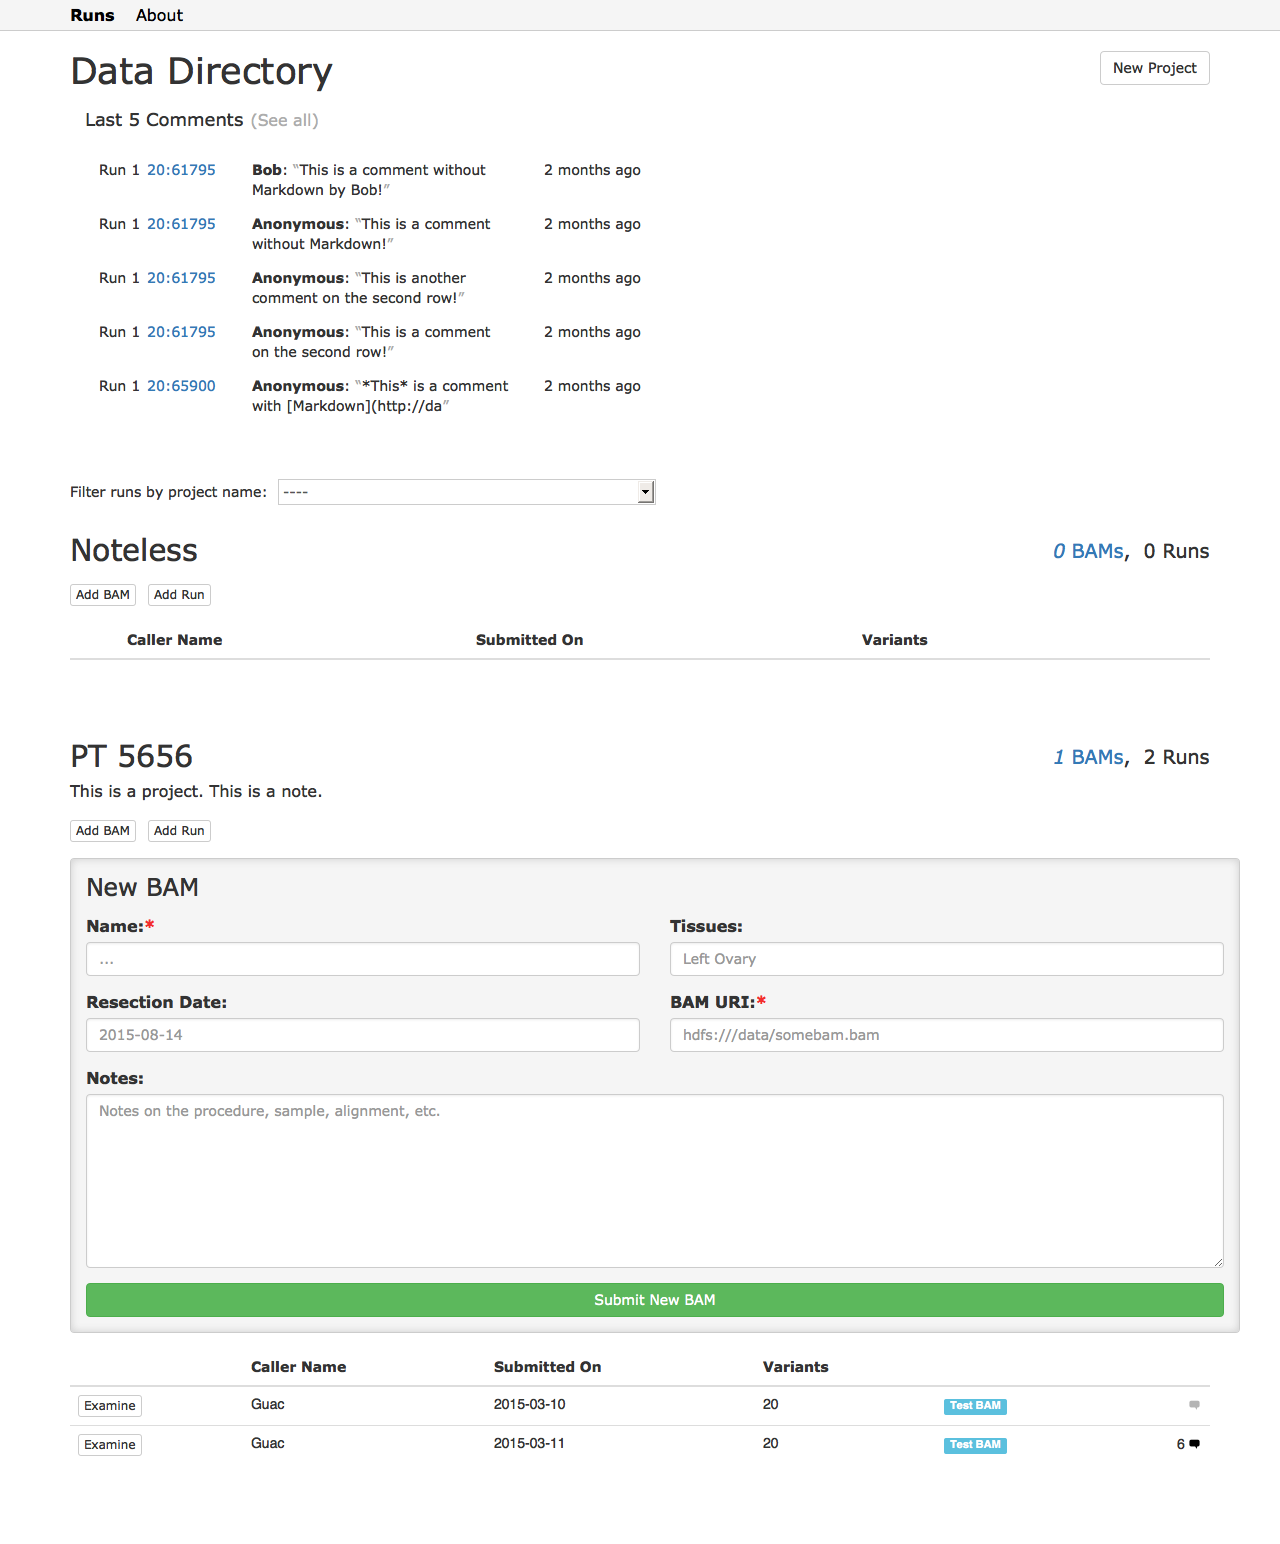 Runs About
Data Directory
New Project
Last 5 Comments (See all)
Run 1 20:61795 Bob: "This is a comment without 2 months ago
Markdown by Bob!"
Run 1 20:61795 Anonymous: "This is a comment 2 months ago
without Markdown!"
Run 1 20:61795 Anonymous: "This is another 2 months ago
comment on the second row!"
Run 1 20:61795 Anonymous: "This is a comment 2 months ago
on the second row!"
Run 1 20:65900 Anonymous: "*This* is a comment 2 months ago
with [Markdown](http://da"
Filter runs by project name: ----
Noteless 0 BAMs, 0 Runs
Add BAM Add Run
Caller Name Submitted On Variants
PT 5656 1 BAMs, 2 Runs
This is a project. This is a note.
Add BAM Add Run
New BAM
Name:* Tissues:
... Left Ovary
Resection Date: BAM URI:*
2015-08-14 hdfs:///data/somebam.bam
Notes:
Notes on the procedure, sample, alignment, etc.
Submit New BAM
Caller Name Submitted On Variants
Examine Guac 2015-03-10 20 Test BAM
Examine Guac 2015-03-11 20 Test BAM 6